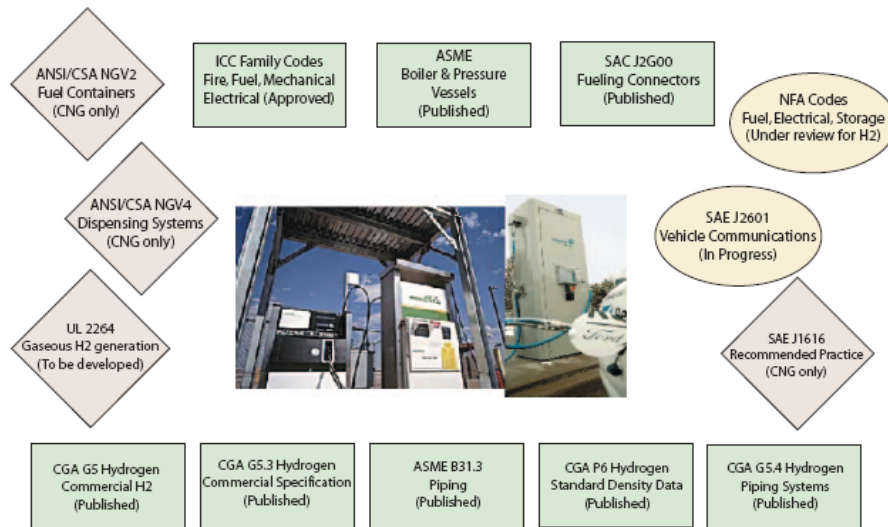 ANSI/CSA NGV2
Fuel Containers
(CNG only)
ICC Family Codes
Fire, Fuel, Mechanical
Electrical (Approved)
ASME
Boiler & Pressure
Vessels
(Published)
SAC J2G00
Fueling Connectors
(Published)
NFA Codes
Fuel, Electrical, Storage
(Under review for H2)
ANSI/CSA NGV4
Dispensing Systems
(CNG only)
SAE J2601
Vehicle Communications
(In Progress)
UL 2264
Gaseous H2 generation
(To be developed)
Ford
SAE J1616
Recommended Practice
(CNG only)
CGA G5 Hydrogen
Commercial H2
(Published)
CGA G5.3 Hydrogen
Commercial Specification
(Published)
ASME B31.3
Piping
(Published)
CGA P6 Hydrogen
Standard Density Data
(Published)
CGA G5.4 Hydrogen
Piping Systems
(Published)